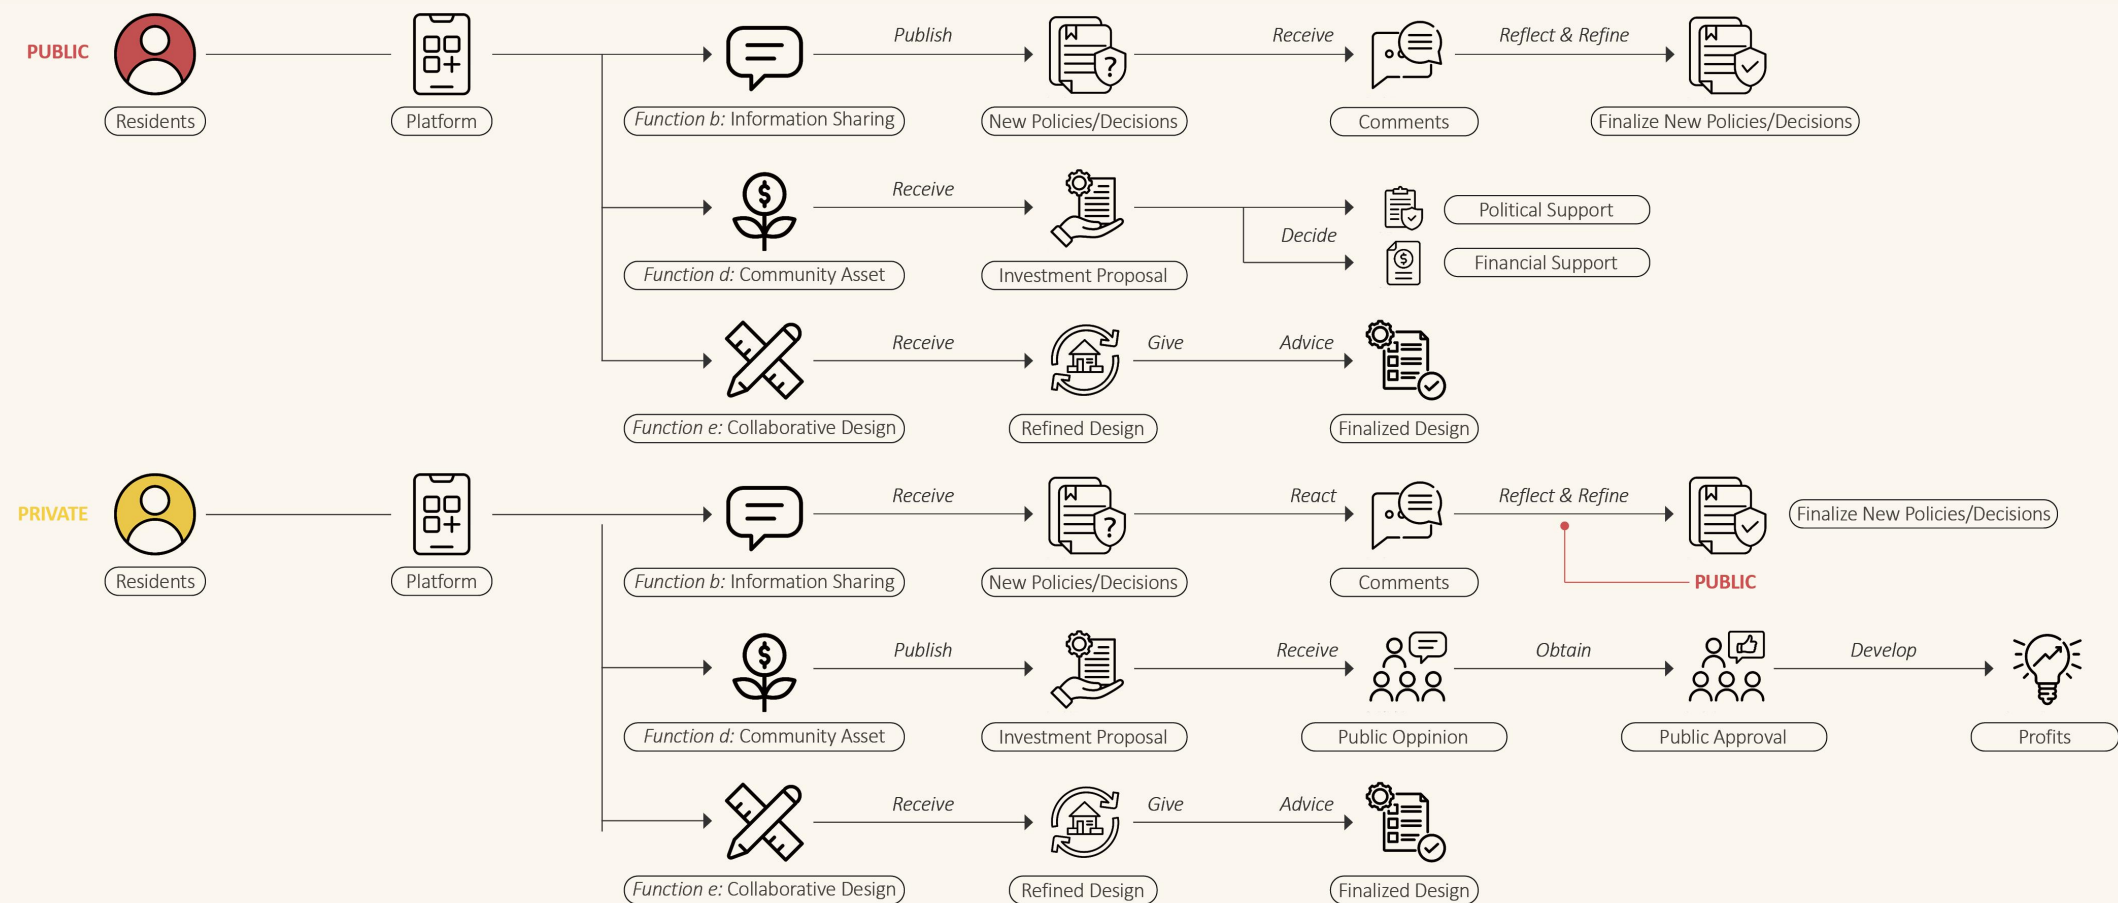 Publish
Receive
Reflect & Refine
PUBLIC
?
Residents
Platform
Function b: Information Sharing
New Policies/Decisions
Comments
Finalize New Policies/Decisions
$
Receive
Political Support
Decide
$
Financial Support
Function d: Community Asset
Investment Proposal
Receive
Give
Advice
Function e: Collaborative Design
Refined Design
Finalized Design
Receive
React
Reflect & Refine
PRIVATE
?
Finalize New Policies/Decisions
Residents
Platform
Function b: Information Sharing
New Policies/Decisions
Comments
PUBLIC
$
Publish
Receive
Obtain
Develop
Function d: Community Asset
Investment Proposal
Public Oppinion
Public Approval
Profits
Receive
Give
Advice
Function e: Collaborative Design
Refined Design
Finalized Design